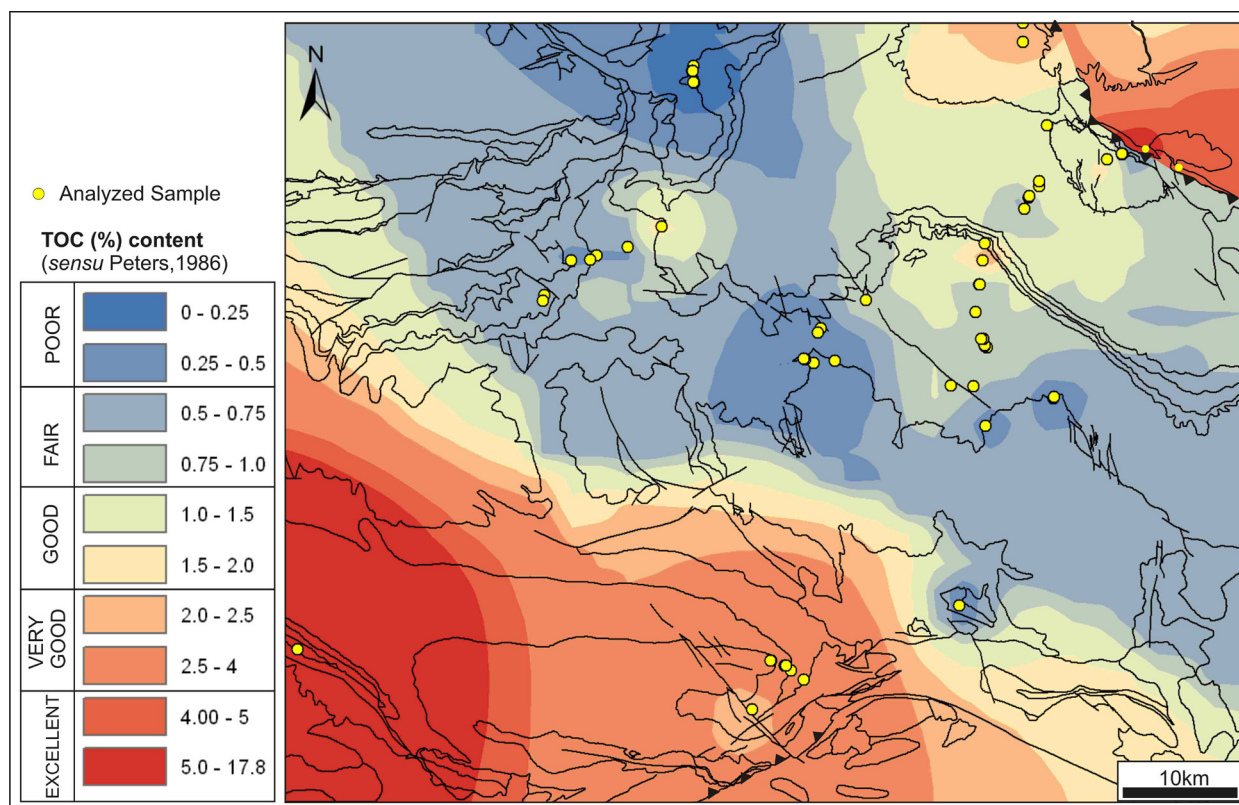 N
Analyzed Sample
TOC (%) content
(sensu Peters,1986)
POOR
0 - 0.25
0.25 - 0.5
FAIR
0.5 - 0.75
0.75 - 1.0
GOOD
1.0 - 1.5
1.5 - 2.0
VERY
GOOD
2.0 - 2.5
2.5 - 4
EXCELLENT
4.00 - 5
5.0 - 17.8
10km